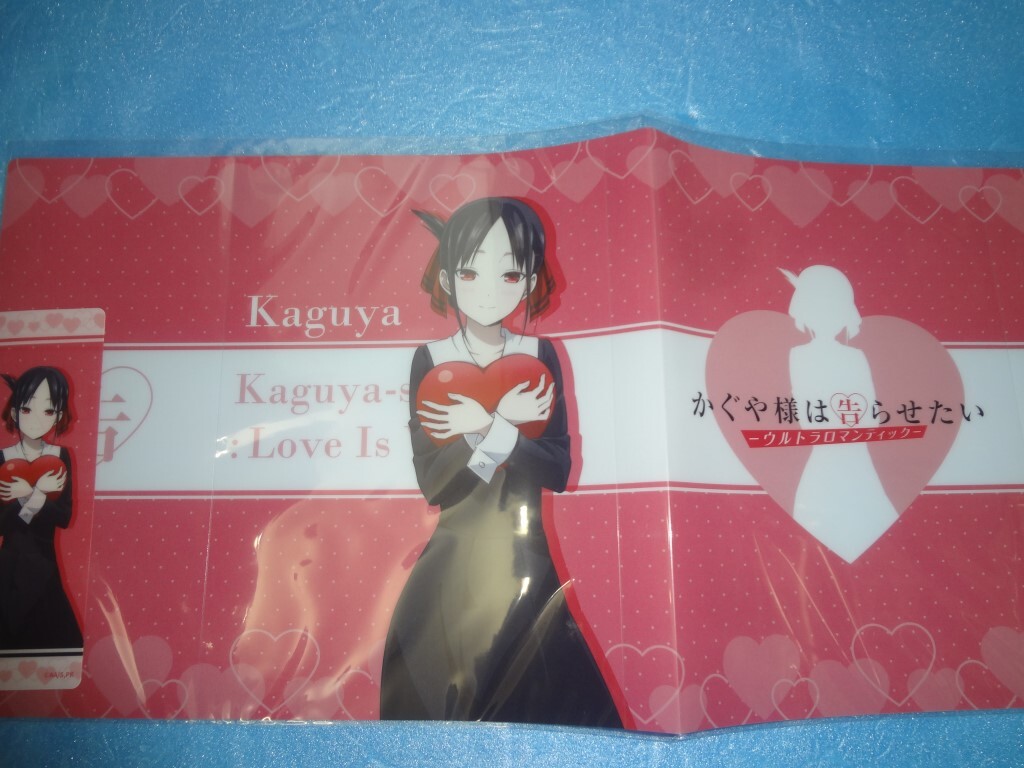 Kaguya
Kaguya-s
: Love Is
告
かぐや様は告らせたい
ーウルトラロマンティックー